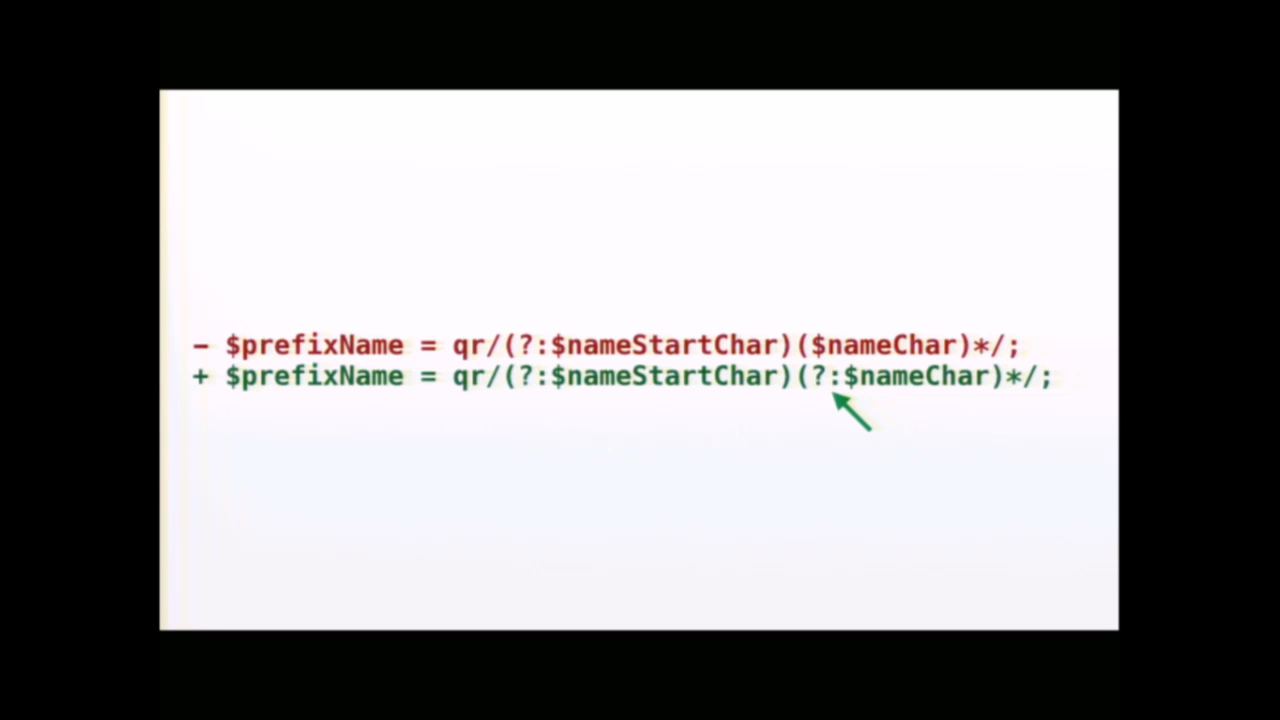 - $prefixName = qr/(?:$nameStartChar)($nameChar)*/;
+ $prefixName = qr/(?:$nameStartChar)(?:$nameChar)*/;